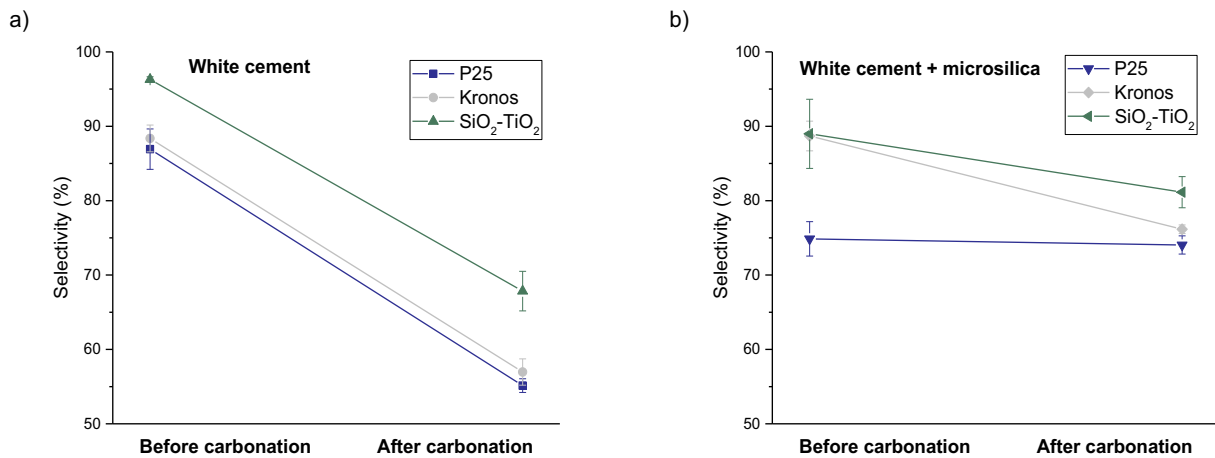 a)
White cement
P25
Kronos
SiO2-TiO2
Selectivity (%)
100
90
80
70
60
50
Before carbonation
After carbonation
b)
White cement + microsilica
P25
Kronos
SiO2-TiO2
Selectivity (%)
100
90
80
70
60
50
Before carbonation
After carbonation